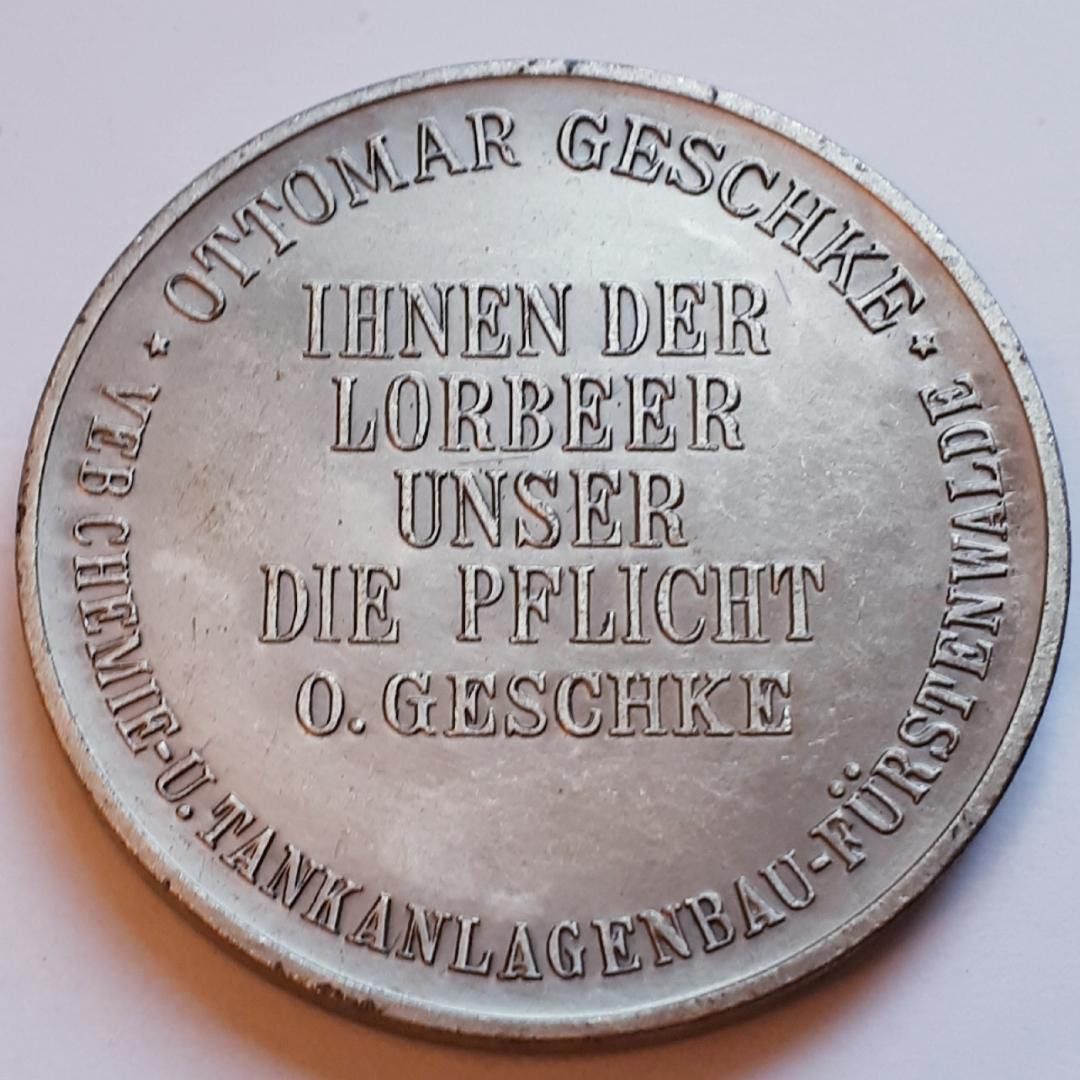 OTTOMAR GESCHKE
IHNEN DER
LORBEER
UNSER
DIE PFLICHT
O. GESCHKE
VEB CHEMIE-U. TANKANLAGENBAU-FÜRSTENWALDE